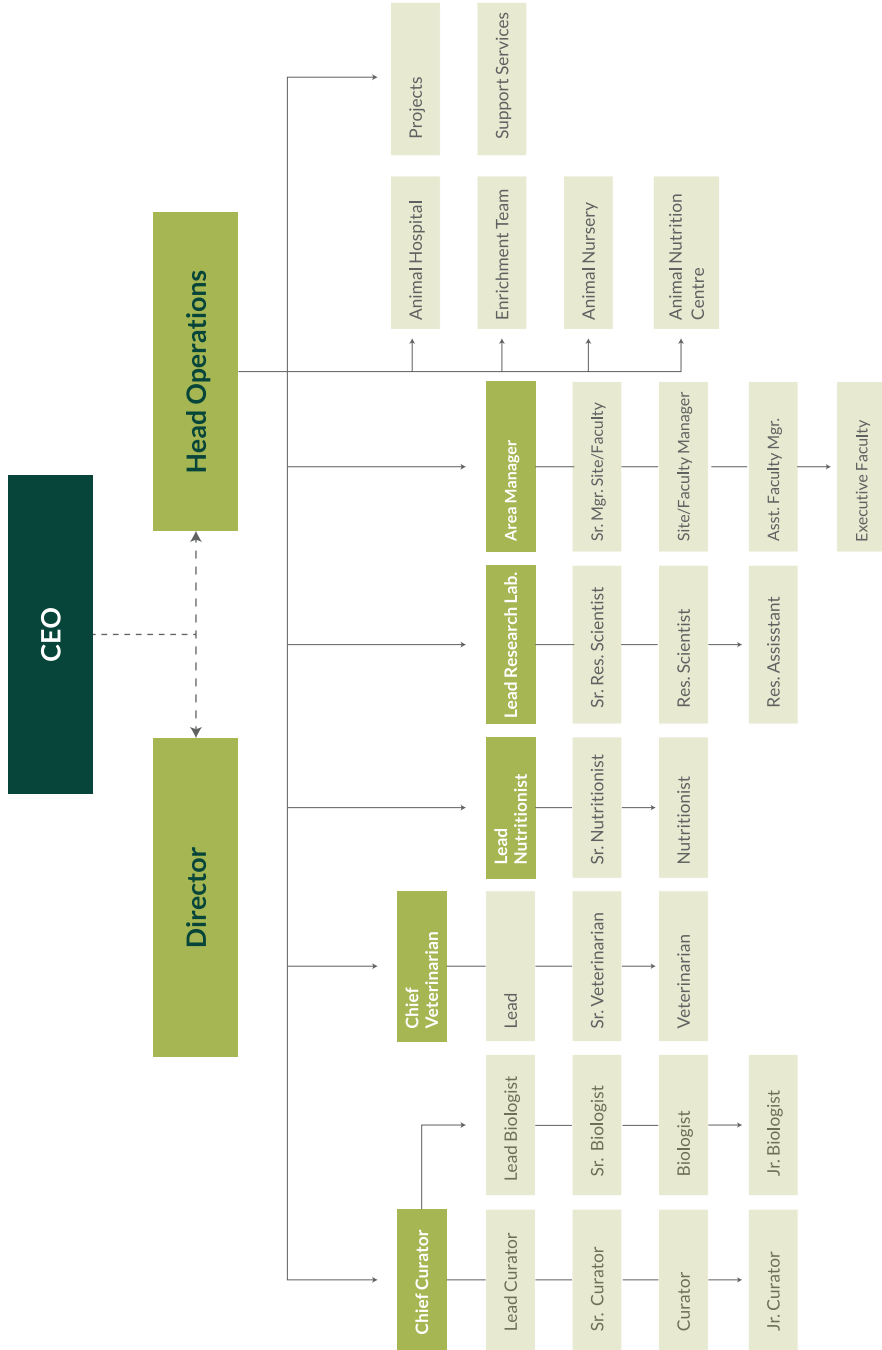 CEO
Director
Head Operations
Chief Curator
Lead Curator
Sr. Curator
Curator
Jr. Curator
Lead Biologist
Sr. Biologist
Biologist
Jr. Biologist
Chief
Veterinarian
Lead
Sr. Veterinarian
Veterinarian
Lead
Nutritionist
Sr. Nutritionist
Nutritionist
Lead Research Lab.
Sr. Res. Scientist
Res. Scientist
Res. Assisstant
Area Manager
Sr. Mgr. Site/Faculty
Site/Faculty Manager
Asst. Faculty Mgr.
Executive Faculty
Animal Hospital
Enrichment Team
Animal Nursery
Animal Nutrition
Centre
Projects
Support Services